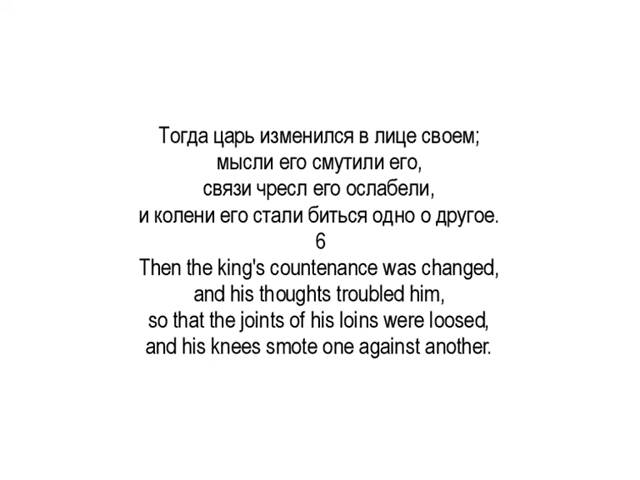 Тогда царь изменился в лице своем;
мысли его смутили его,
связи чресл его ослабели,
и колени его стали биться одно о другое.
6
Then the king's countenance was changed,
and his thoughts troubled him,
so that the joints of his loins were loosed,
and his knees smote one against another.